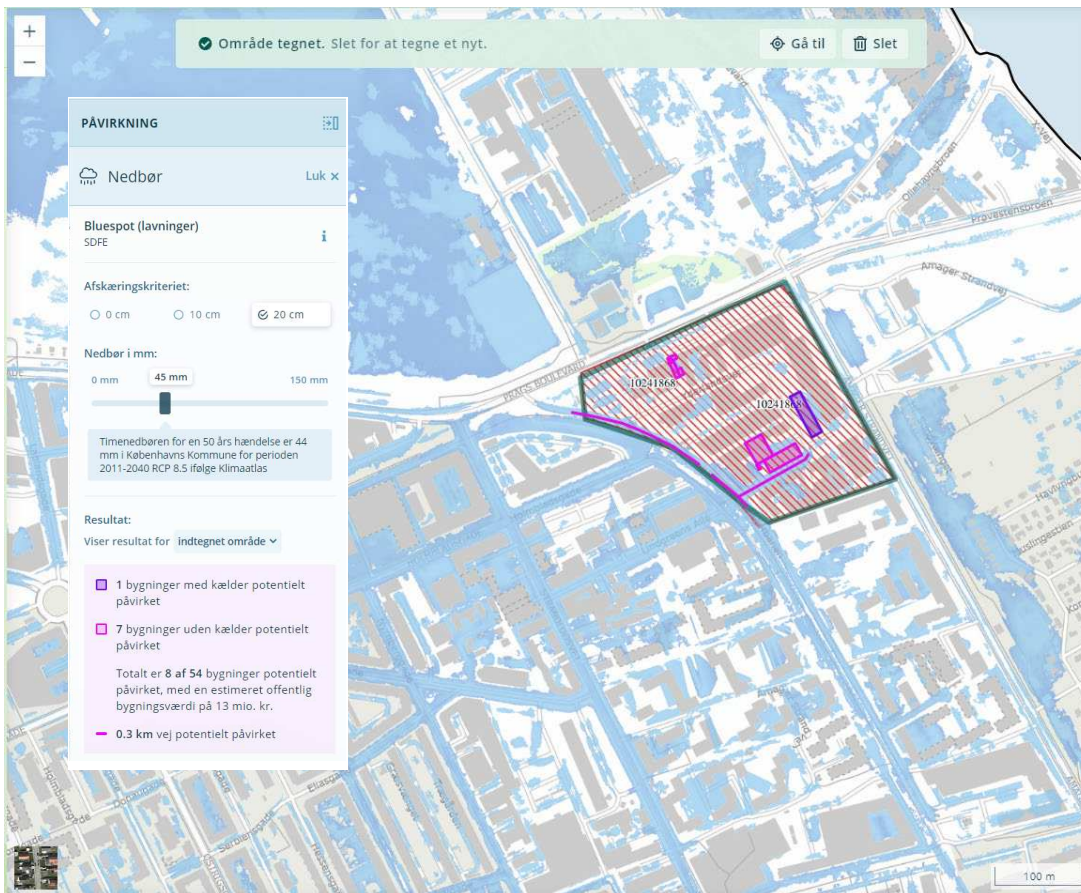 +
−
Område tegnet. Slet for at tegne et nyt.
Gå til
Slet
PÅVIRKNING
Nedbør
Luk ×
Bluespot (lavninger)
SDFE
i
Afskæringskriteriet:
0 cm
10 cm
20 cm
Nedbør i mm:
0 mm
45 mm
150 mm
Timenedbøren for en 50 års hændelse er 44
mm i Københavns Kommune for perioden
2011-2040 RCP 8.5 ifølge Klimaatlas
Resultat:
Viser resultat for indtegnet område
1 bygninger med kælder potentielt
påvirket
7 bygninger uden kælder potentielt
påvirket
Totalt er 8 af 54 bygninger potentielt
påvirket, med en estimeret offentlig
bygningsværdi på 13 mio. kr.
0.3 km vej potentielt påvirket
X-Vej
Oliehavnsbroen
Prøvestensbroen
Amager Strandvej
PRAGS BOULEVARD
10241868
10241868
Holmbladsgade
100 m